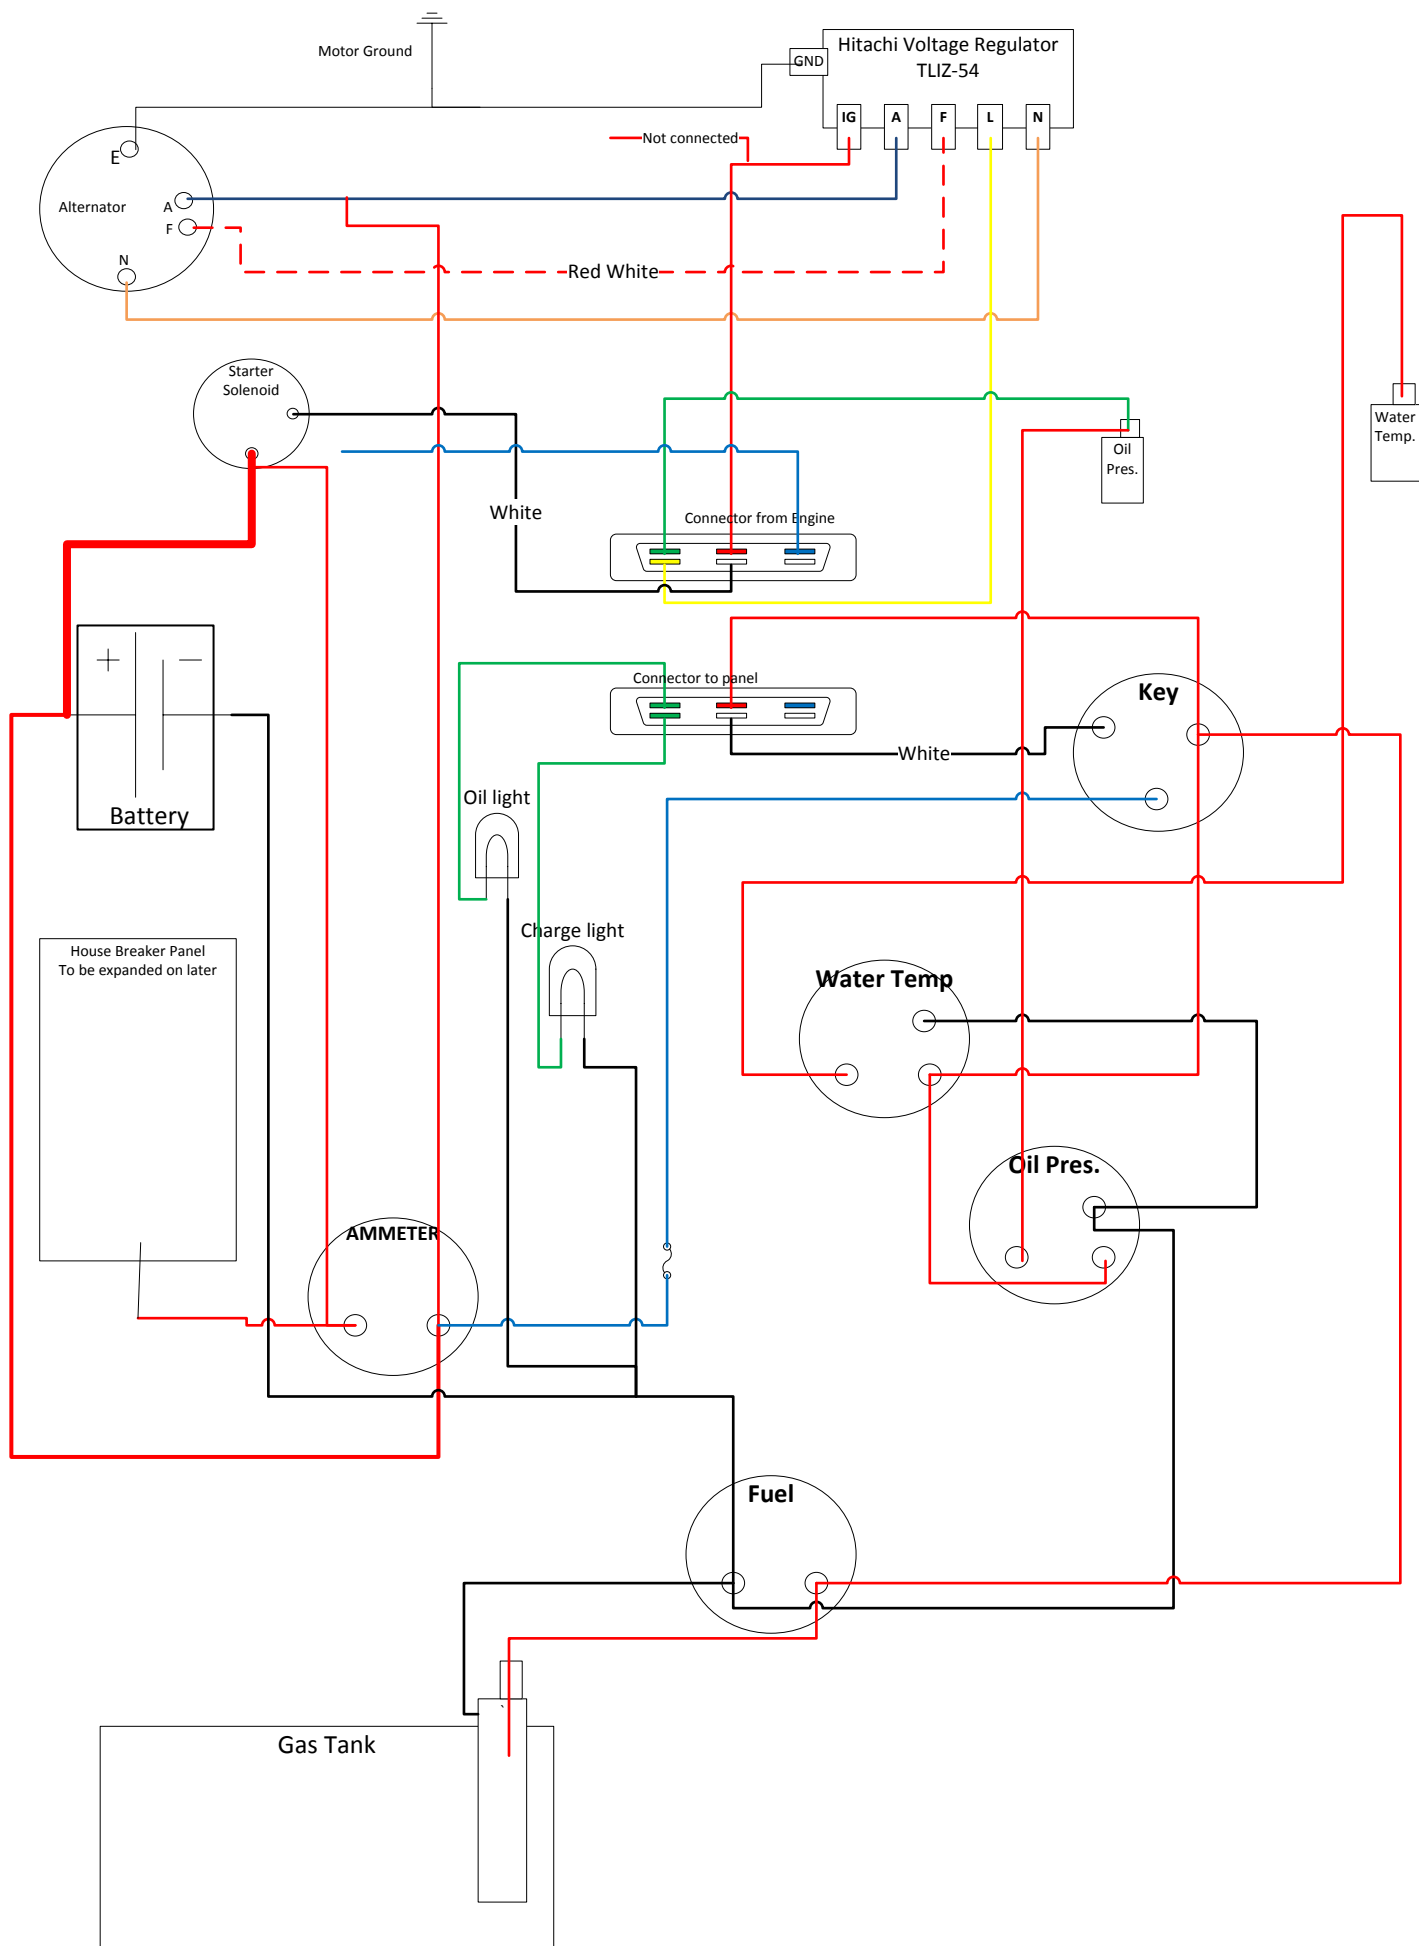 Motor Ground
Hitachi Voltage Regulator
TLIZ-54
GND
IG
A
F
L
N
Not connected
E
Alternator
A
F
N
Red White
Starter
Solenoid
Water
Temp.
Oil
Pres.
White
Connector from Engine
Connector to panel
Key
White
Battery
Oil light
Charge light
House Breaker Panel
To be expanded on later
Water Temp
Oil Pres.
AMMETER
Fuel
Gas Tank